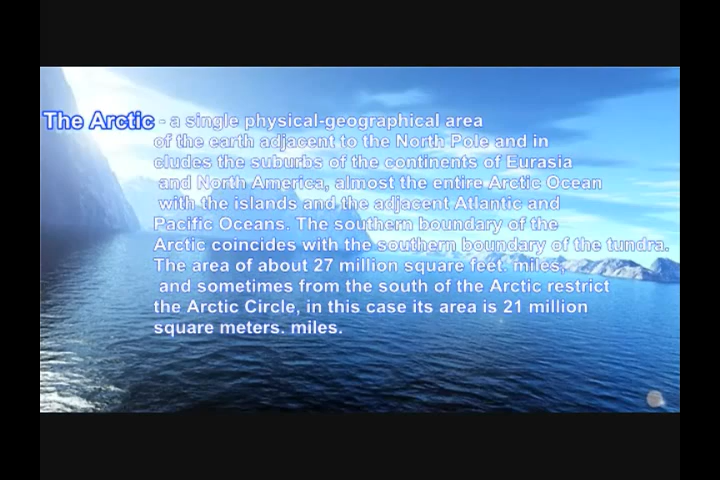 The Arctic - a single physical-geographical area
of the earth adjacent to the North Pole and in
cludes the suburbs of the continents of Eurasia
and North America, almost the entire Arctic Ocean
with the islands and the adjacent Atlantic and
Pacific Oceans. The southern boundary of the
Arctic coincides with the southern boundary of the tundra.
The area of about 27 million square feet. miles,
and sometimes from the south of the Arctic restrict
the Arctic Circle, in this case its area is 21 million
square meters. miles.